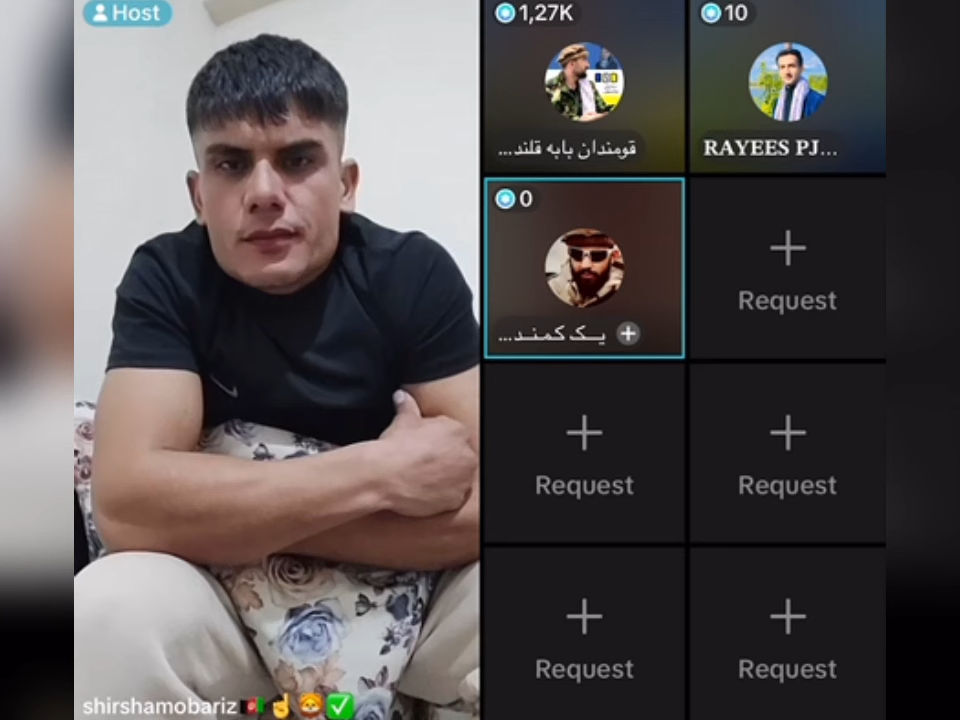 Host
1,27K
10
قومندان بابه قلند...
RAYEES PJ...
0
یک کمند...
Request
Request
Request
Request
Request
shirshamobariz🇦🇫☝️🦁✅